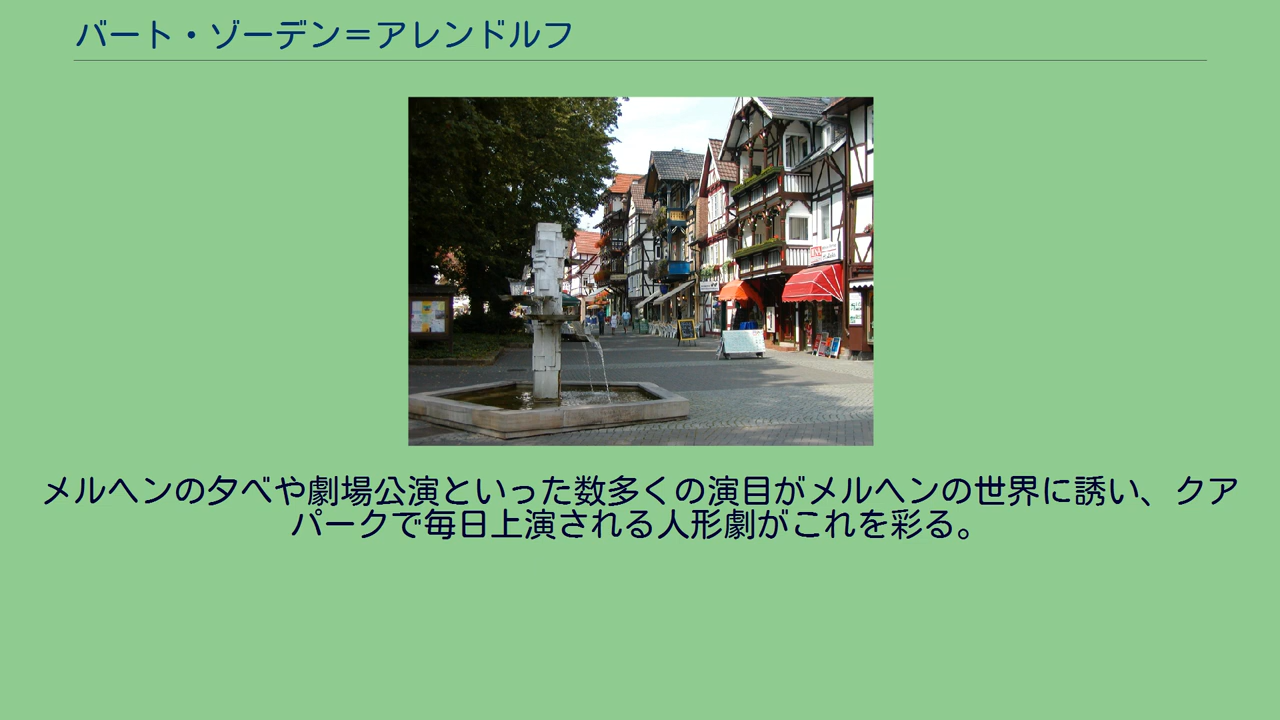 バート・ゾーデン＝アレンドルフ
メルヘンの夕べや劇場公演といった数多くの演目がメルヘンの世界に誘い、クア
パークで毎日上演される人形劇がこれを彩る。